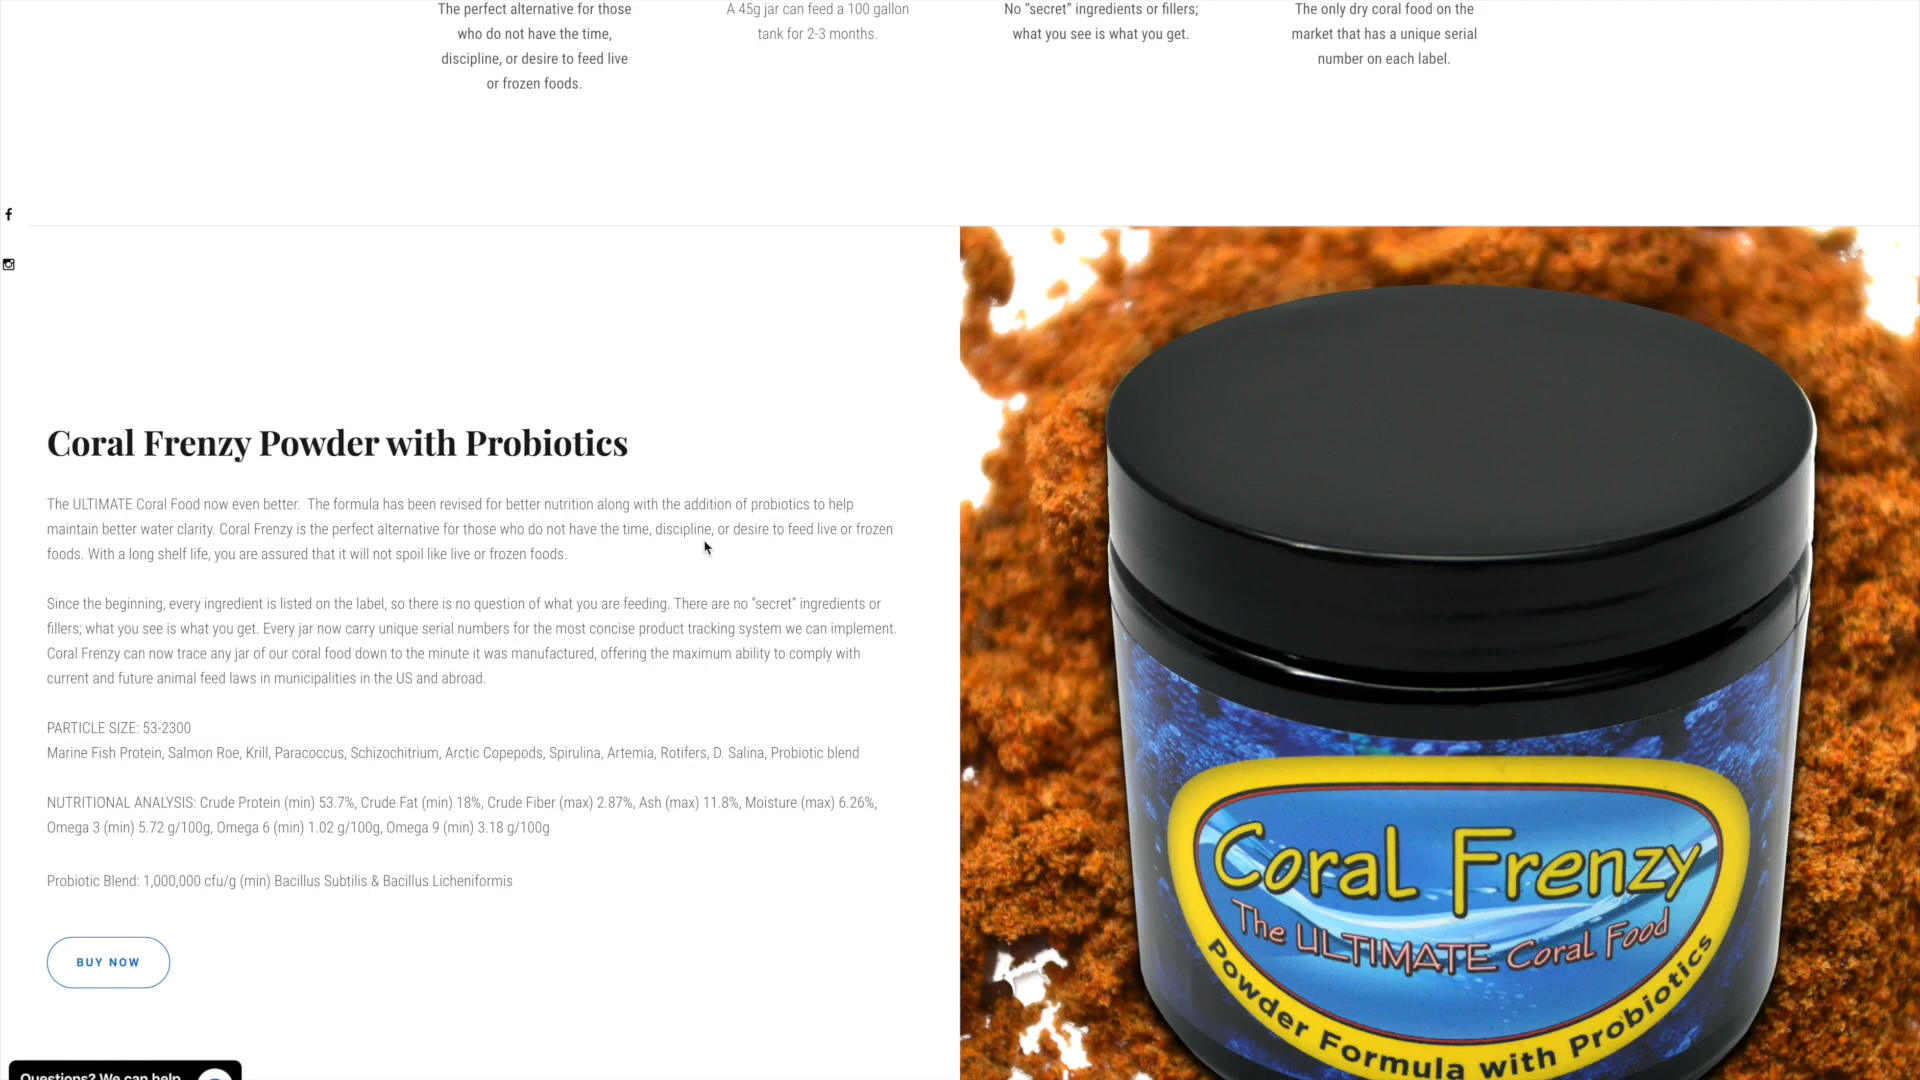 The perfect alternative for those
who do not have the time,
discipline, or desire to feed live
or frozen foods.
A 45g jar can feed a 100 gallon
tank for 2-3 months.
No “secret” ingredients or fillers;
what you see is what you get.
The only dry coral food on the
market that has a unique serial
number on each label.
Coral Frenzy Powder with Probiotics
The ULTIMATE Coral Food now even better.  The formula has been revised for better nutrition along with the addition of probiotics to help
maintain better water clarity. Coral Frenzy is the perfect alternative for those who do not have the time, discipline, or desire to feed live or frozen
foods. With a long shelf life, you are assured that it will not spoil like live or frozen foods.
Since the beginning, every ingredient is listed on the label, so there is no question of what you are feeding. There are no “secret” ingredients or
fillers; what you see is what you get. Every jar now carry unique serial numbers for the most concise product tracking system we can implement.
Coral Frenzy can now trace any jar of our coral food down to the minute it was manufactured, offering the maximum ability to comply with
current and future animal feed laws in municipalities in the US and abroad.
PARTICLE SIZE: 53-2300
Marine Fish Protein, Salmon Roe, Krill, Paracoccus, Schizochitrium, Arctic Copepods, Spirulina, Artemia, Rotifers, D. Salina, Probiotic blend
NUTRITIONAL ANALYSIS: Crude Protein (min) 53.7%, Crude Fat (min) 18%, Crude Fiber (max) 2.87%, Ash (max) 11.8%, Moisture (max) 6.26%,
Omega 3 (min) 5.72 g/100g, Omega 6 (min) 1.02 g/100g, Omega 9 (min) 3.18 g/100g
Probiotic Blend: 1,000,000 cfu/g (min) Bacillus Subtilis & Bacillus Licheniformis
BUY NOW
Questions? We can help
Coral Frenzy
The ULTIMATE Coral Food
Powder Formula with Probiotics